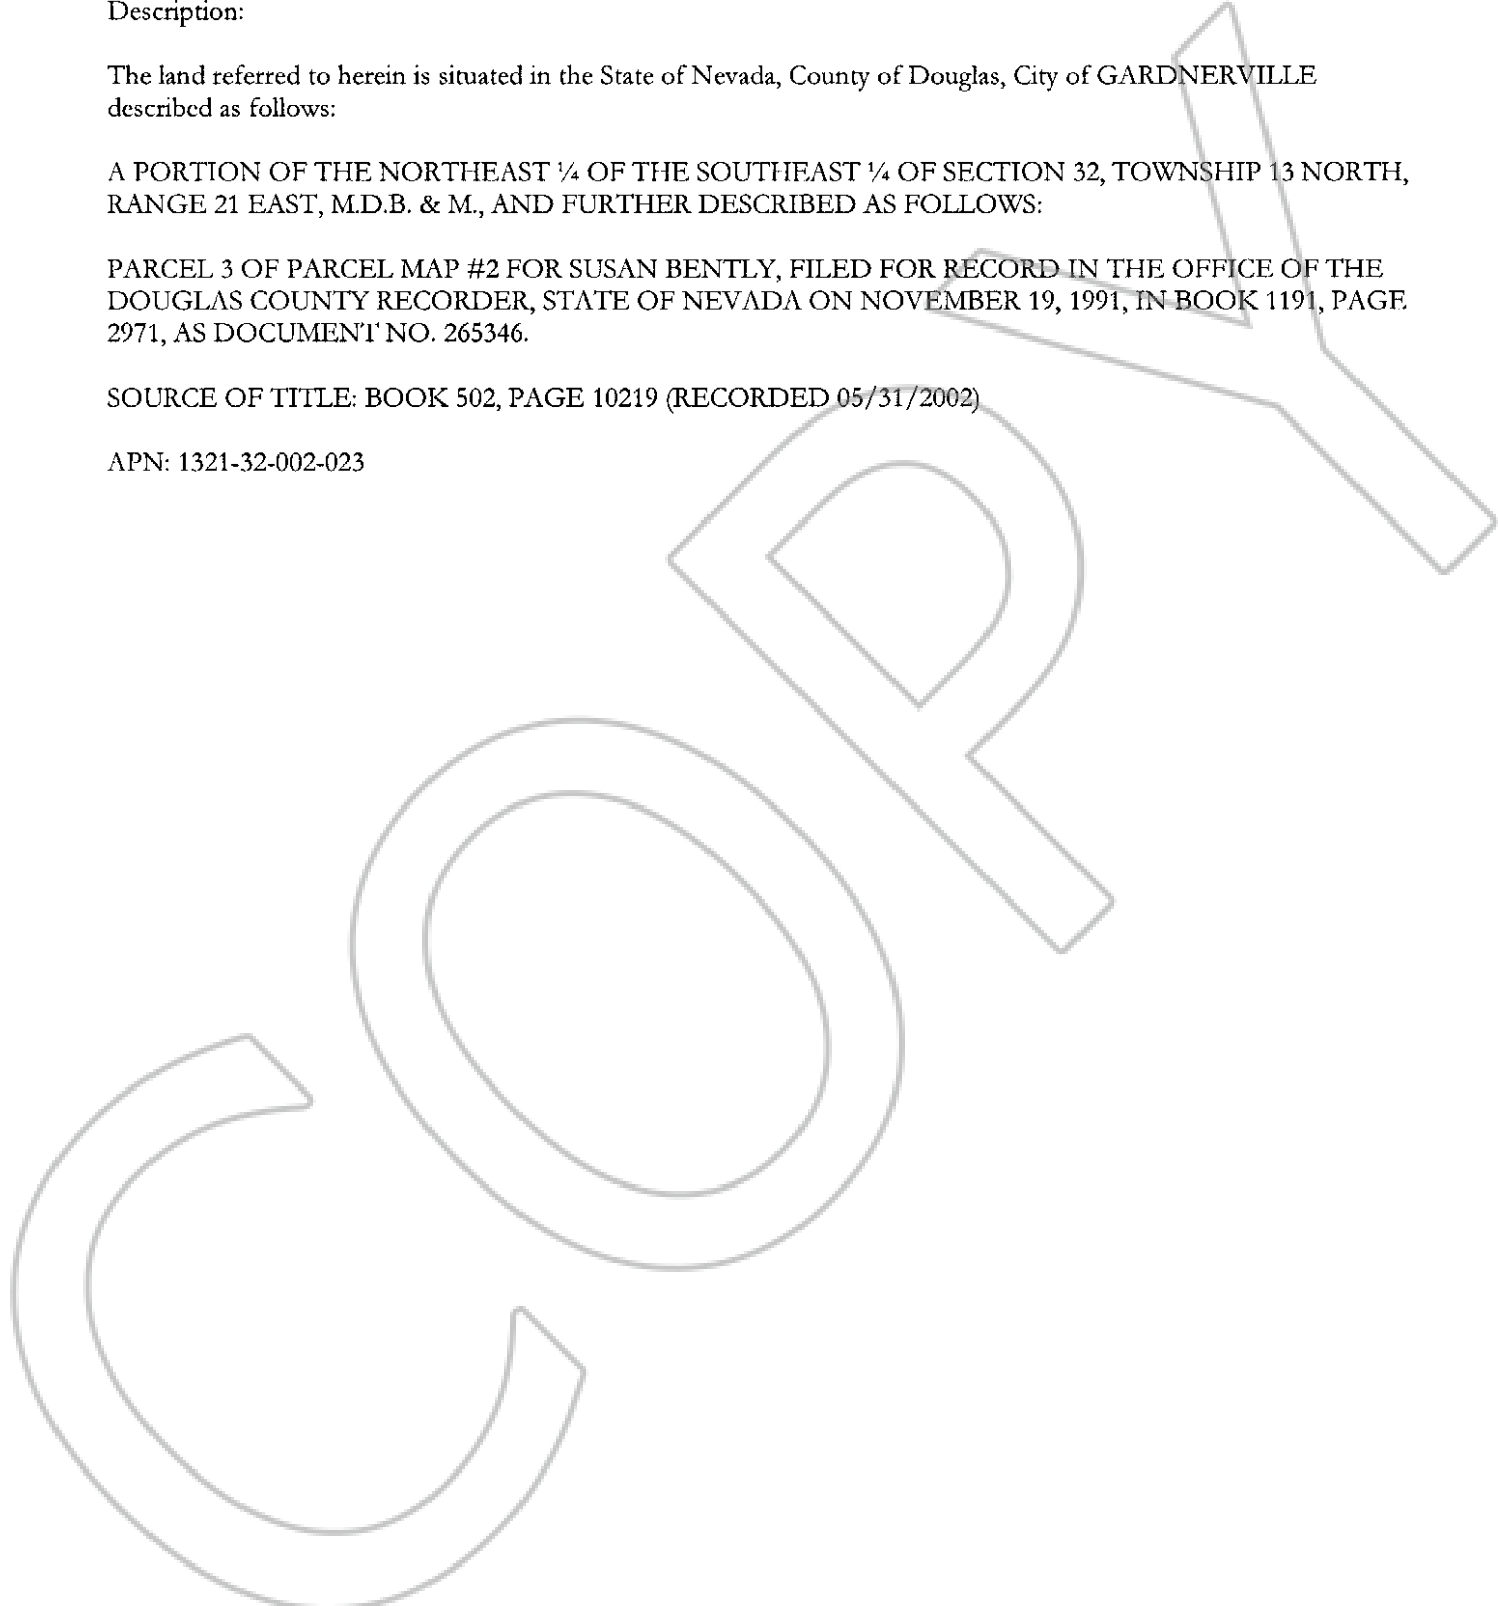 Description:
The land referred to herein is situated in the State of Nevada, County of Douglas, City of GARDNERVILLE
described as follows:
A PORTION OF THE NORTHEAST ¼ OF THE SOUTHEAST ¼ OF SECTION 32, TOWNSHIP 13 NORTH,
RANGE 21 EAST, M.D.B. & M., AND FURTHER DESCRIBED AS FOLLOWS:
PARCEL 3 OF PARCEL MAP #2 FOR SUSAN BENTLY, FILED FOR RECORD IN THE OFFICE OF THE
DOUGLAS COUNTY RECORDER, STATE OF NEVADA ON NOVEMBER 19, 1991, IN BOOK 1191, PAGE
2971, AS DOCUMENT NO. 265346.
SOURCE OF TITLE: BOOK 502, PAGE 10219 (RECORDED 05/31/2002)
APN: 1321-32-002-023
COPY